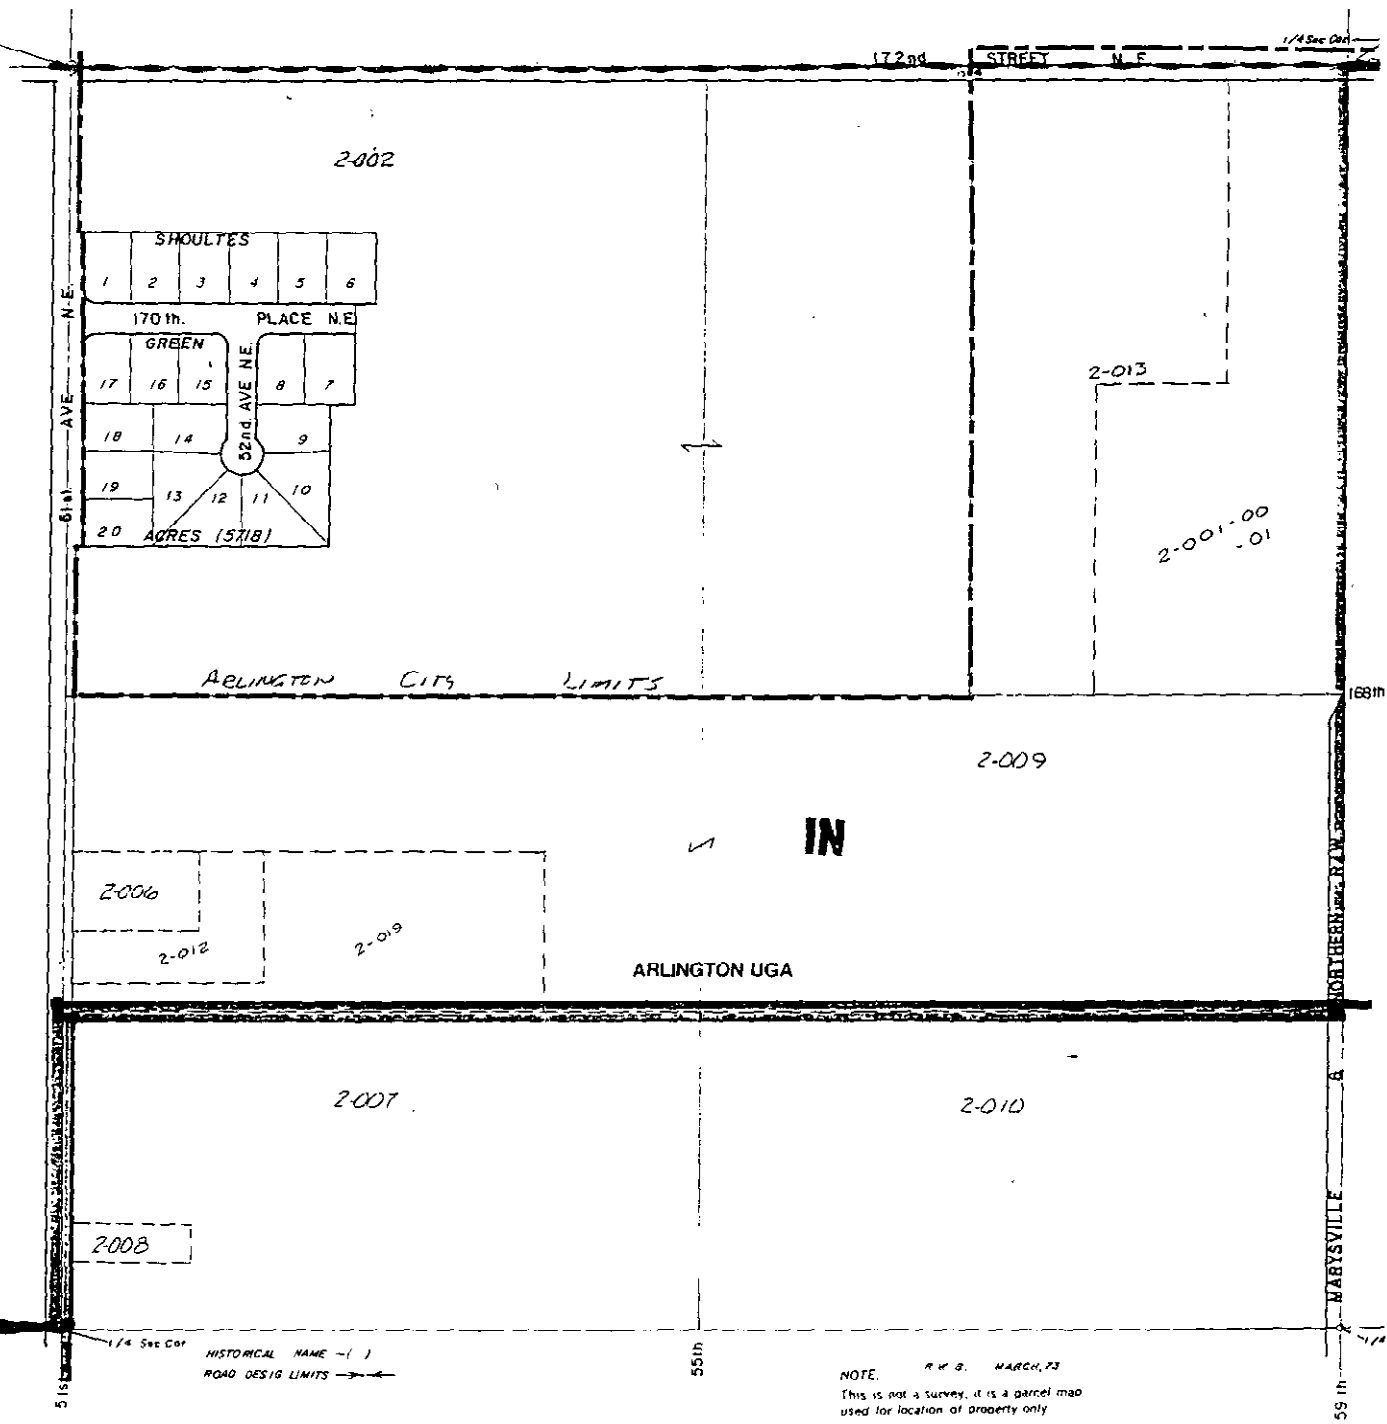 1/4 Sec Cor
172nd STREET N E
2-002
SHOULTES
1 2 3 4 5 6
170th. PLACE N.E
GREEN
17 16 15 8 7
52nd. AVE NE
18 14 9
19 13 12 11 10
20 ACRES (5718)
51st AVE N.E.
2-013
2-001-00
-01
ARLINGTON CITY LIMITS
168th
2-009
IN
2-006
2-012
2-019
ARLINGTON UGA
2-007
2-010
2-008
MARYSVILLE & NORTHERN R/W
1/4 Sec Cor
HISTORICAL NAME -( )
ROAD DESIG LIMITS
51st
55th
59th
NOTE. MARCH, 73
This is not a survey, it is a parcel map
used for location of property only